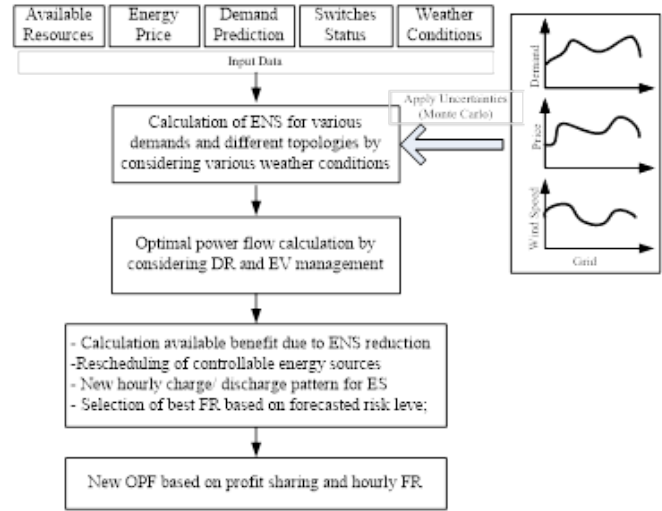 Available Resources
Energy Price
Demand Prediction
Switches Status
Weather Conditions
Input Data
Apply Uncertainties
(Monte Carlo)
Calculation of ENS for various
demands and different topologies by
considering various weather conditions
Demand
Price
Wind Speed
Grid
Optimal power flow calculation by
considering DR and EV management
- Calculation available benefit due to ENS reduction
-Rescheduling of controllable energy sources
- New hourly charge/ discharge pattern for ES
- Selection of best FR based on forecasted risk leve;
New OPF based on profit sharing and hourly FR